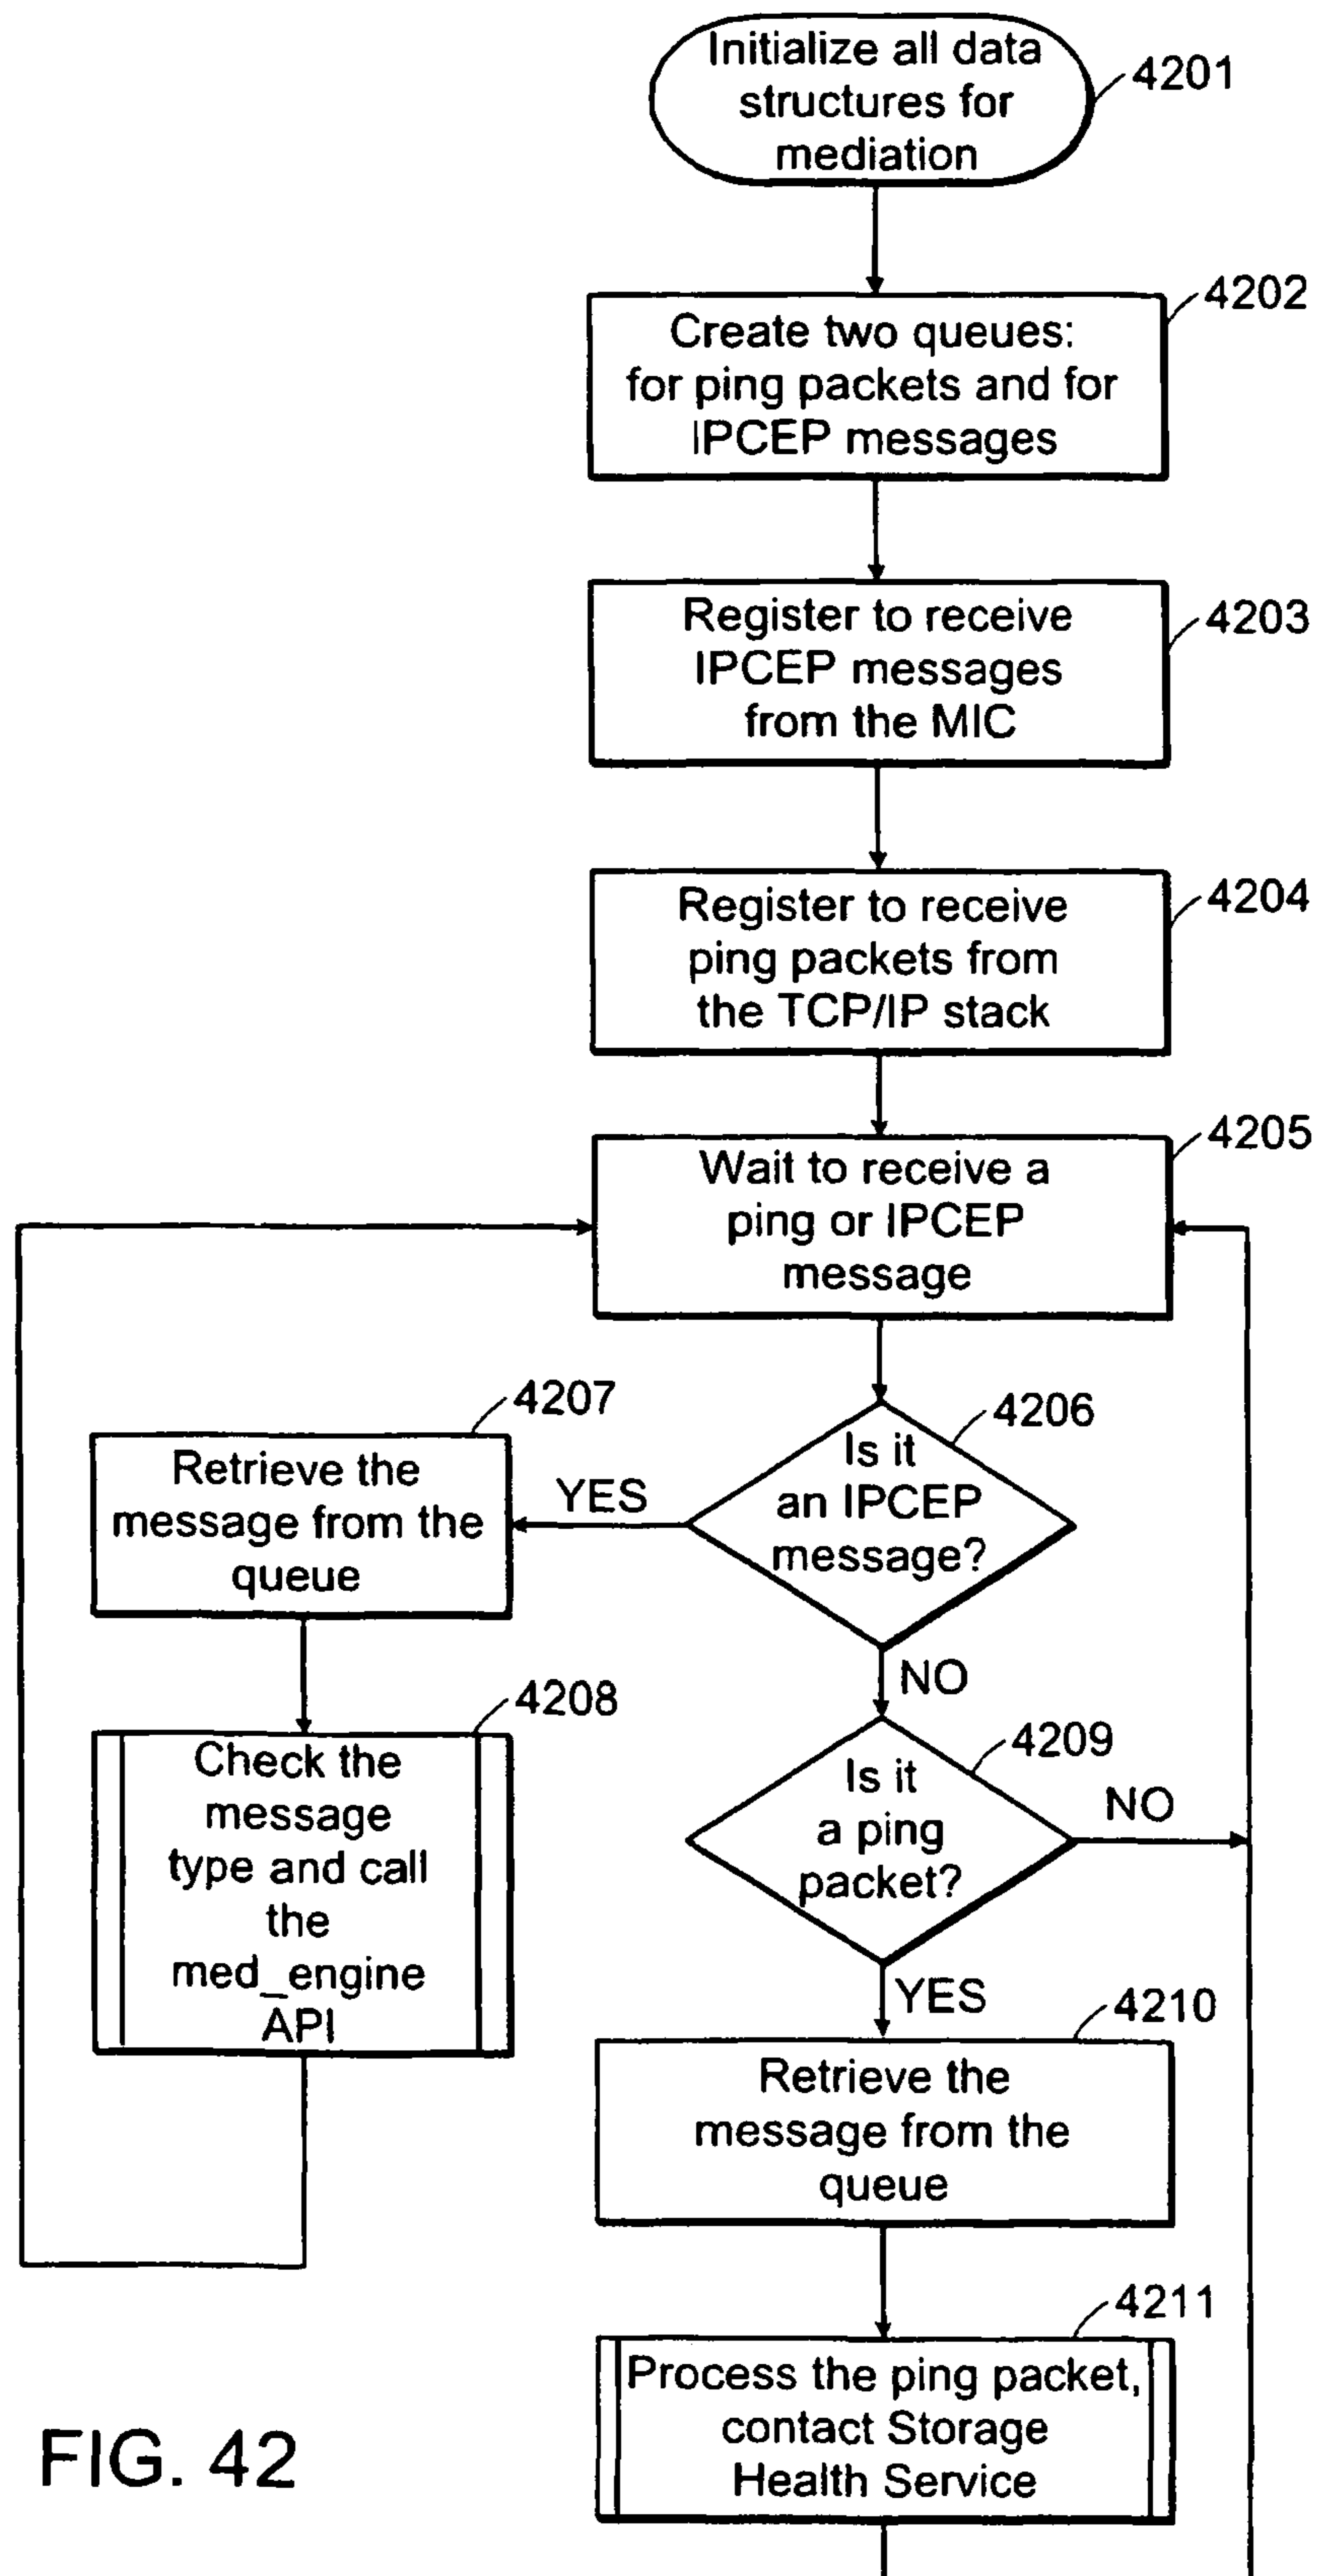 Initialize all data
structures for
mediation
4201
Create two queues:
for ping packets and for
IPCEP messages
4202
Register to receive
IPCEP messages
from the MIC
4203
Register to receive
ping packets from
the TCP/IP stack
4204
Wait to receive a
ping or IPCEP
message
4205
Is it
an IPCEP
message?
4206
YES
Retrieve the
message from the
queue
4207
Check the
message
type and call
the
med_engine
API
4208
NO
Is it
a ping
packet?
4209
NO
YES
Retrieve the
message from the
queue
4210
Process the ping packet,
contact Storage
Health Service
4211
FIG. 42